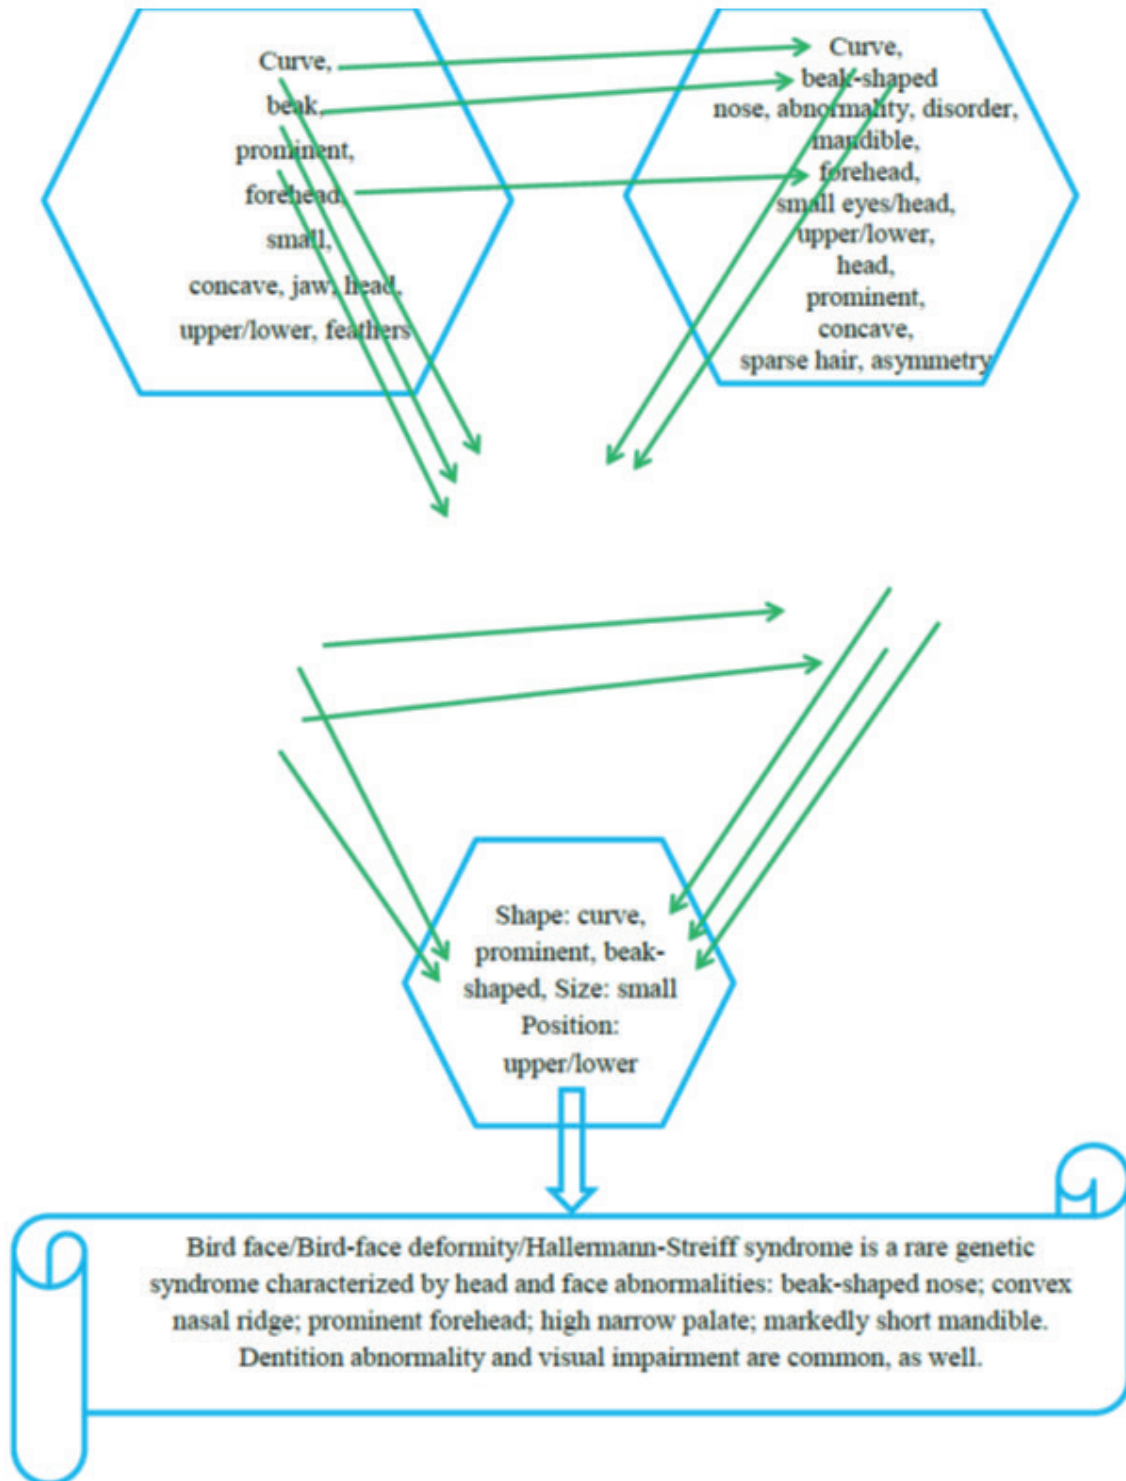 Curve,
beak,
prominent,
forehead,
small,
concave, jaw, head,
upper/lower, feathers
Curve,
beak-shaped
nose, abnormality, disorder,
mandible,
forehead,
small eyes/head,
upper/lower,
head,
prominent,
concave,
sparse hair, asymmetry
Shape: curve,
prominent, beak-
shaped, Size: small
Position:
upper/lower
Bird face/Bird-face deformity/Hallermann-Streiff syndrome is a rare genetic
syndrome characterized by head and face abnormalities: beak-shaped nose; convex
nasal ridge; prominent forehead; high narrow palate; markedly short mandible.
Dentition abnormality and visual impairment are common, as well.